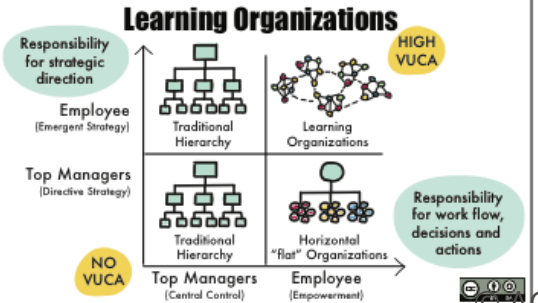 Learning Organizations
Responsibility
for strategic
direction
HIGH
VUCA
Employee
(Emergent Strategy)
Traditional
Hierarchy
Learning
Organizations
Top Managers
(Directive Strategy)
Traditional
Hierarchy
Horizontal
"flat" Organizations
Responsibility
for work flow,
decisions and
actions
NO
VUCA
Top Managers
(Central Control)
Employee
(Empowerment)